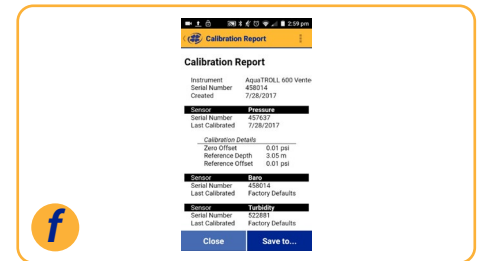 2:59 pm
Calibration Report
Calibration Report
Instrument AquaTROLL 600 Vente
Serial Number 458014
Created 7/28/2017
Sensor Pressure
Serial Number 457637
Last Calibrated 7/28/2017
Calibration Details
Zero Offset 0.01 psi
Reference Depth 3.05 m
Reference Offset 0.01 psi
Sensor Baro
Serial Number 458014
Last Calibrated Factory Defaults
Sensor Turbidity
Serial Number 522881
Last Calibrated Factory Defaults
Close Save to...
f